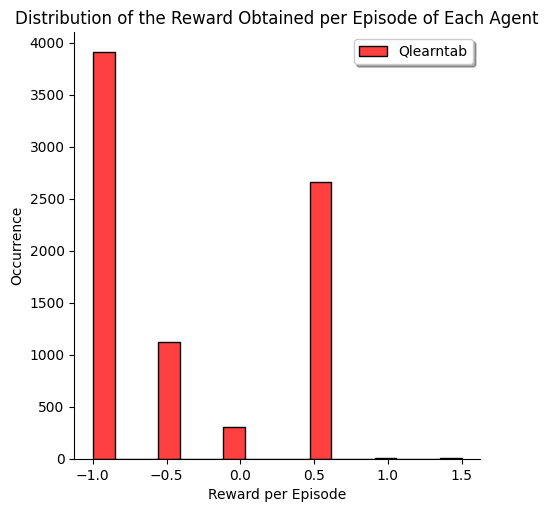 Distribution of the Reward Obtained per Episode of Each Agent
Qlearntab
4000
3500
3000
2500
2000
1500
1000
500
0
Occurrence
−1.0 −0.5 0.0 0.5 1.0 1.5
Reward per Episode